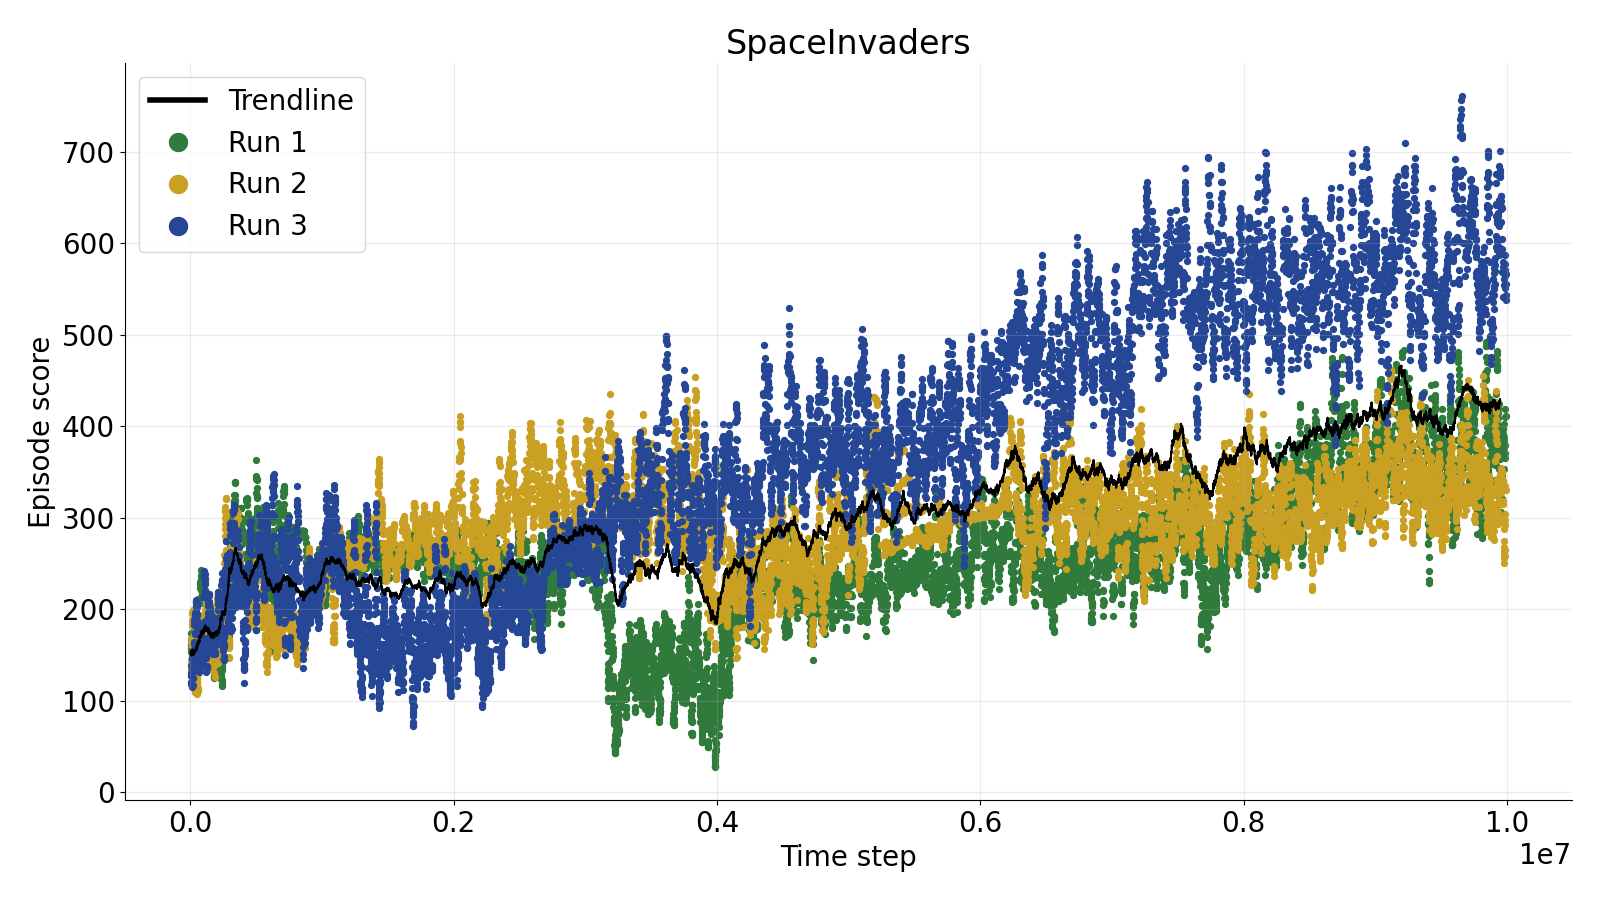 SpaceInvaders
Trendline
Run 1
Run 2
Run 3
Episode score
700
600
500
400
300
200
100
0
0.0 0.2 0.4 0.6 0.8 1.0
1e7
Time step